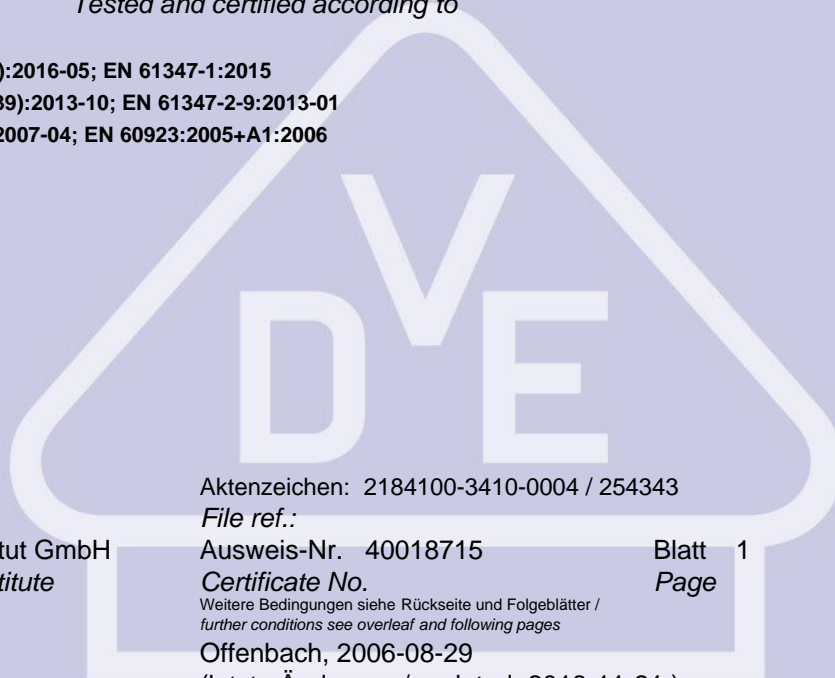 Tested and certified according to
):2016-05; EN 61347-1:2015
):2013-10; EN 61347-2-9:2013-01
2007-04; EN 60923:2005+A1:2006
VDE
Aktenzeichen: 2184100-3410-0004 / 254343
File ref.:
GmbH
Ausweis-Nr. 40018715 Blatt 1
Certificate No. Page
Weitere Bedingungen siehe Rückseite und Folgeblätter /
further conditions see overleaf and following pages
Offenbach, 2006-08-29